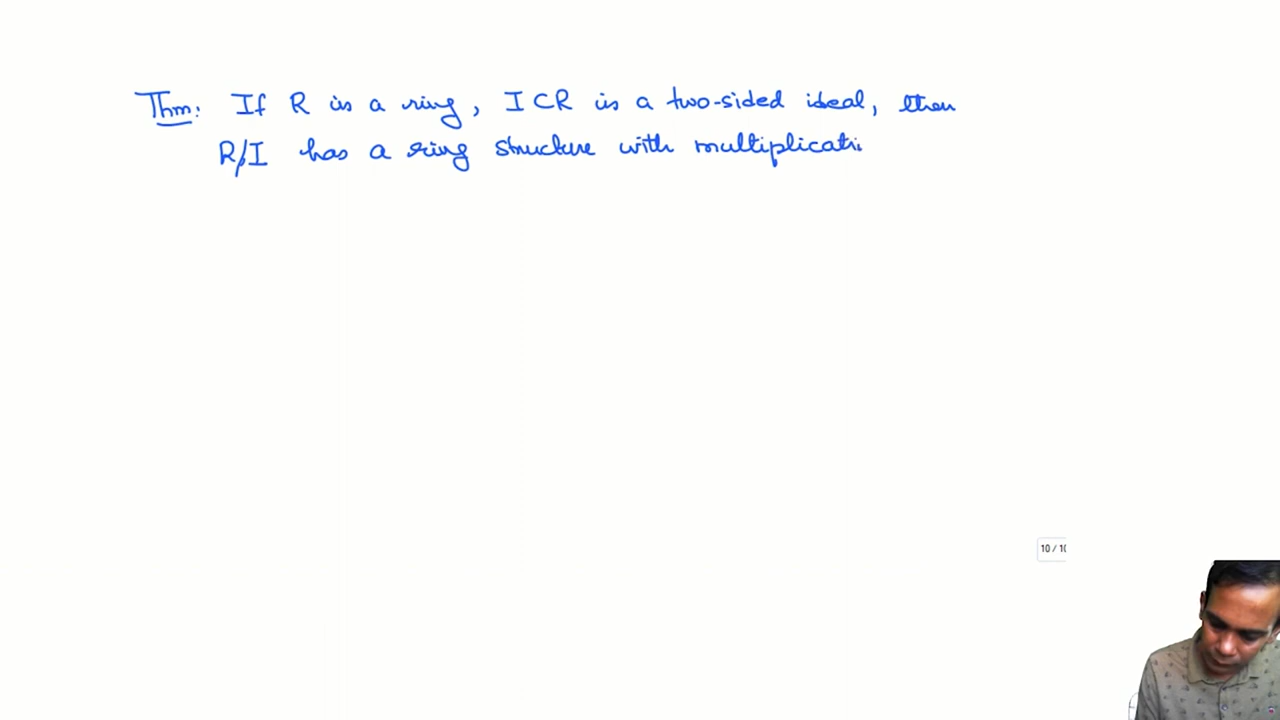 Thm: If R is a ring, I ⊂ R is a two-sided ideal, then
R/I has a ring structure with multiplicati
10 / 10